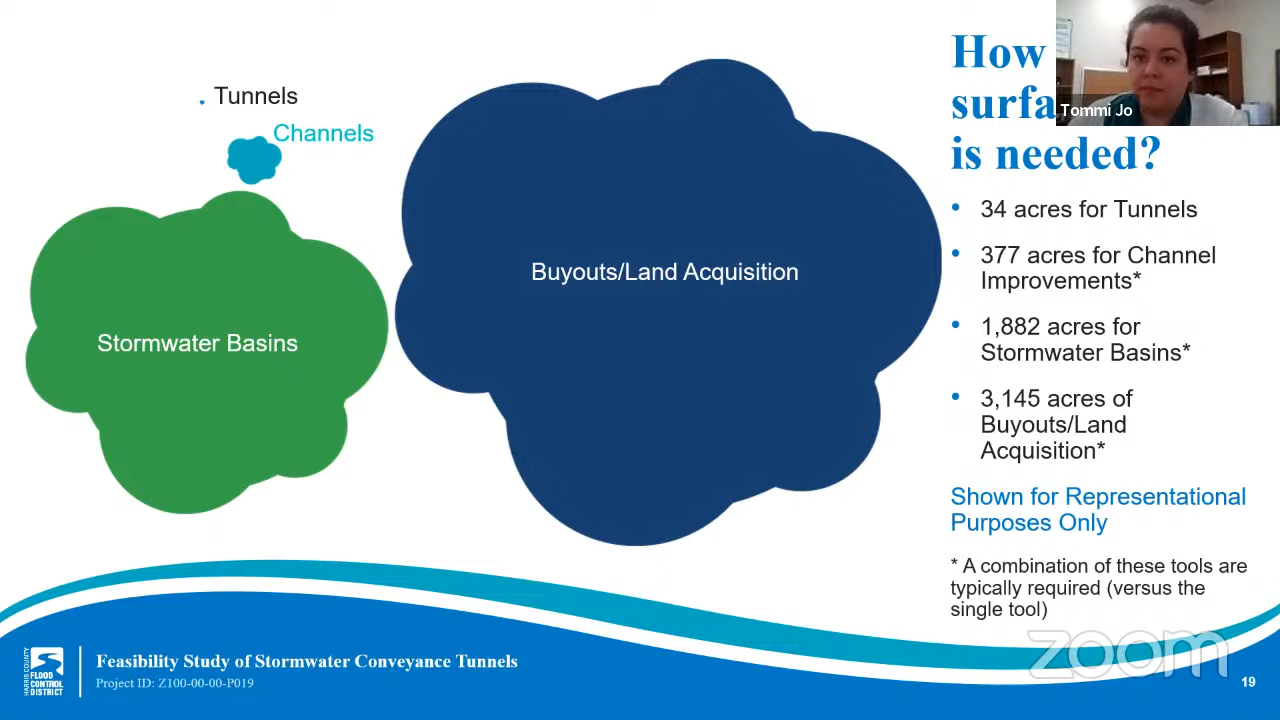 Tunnels
Channels
Stormwater Basins
Buyouts/Land Acquisition
How
surfa
is needed?
Tommi Jo
• 34 acres for Tunnels
• 377 acres for Channel
Improvements*
• 1,882 acres for
Stormwater Basins*
• 3,145 acres of
Buyouts/Land
Acquisition*
Shown for Representational
Purposes Only
* A combination of these tools are
typically required (versus the
single tool)
zoom
HARRIS COUNTY
FLOOD
CONTROL
DISTRICT
Feasibility Study of Stormwater Conveyance Tunnels
Project ID: Z100-00-00-P019
19